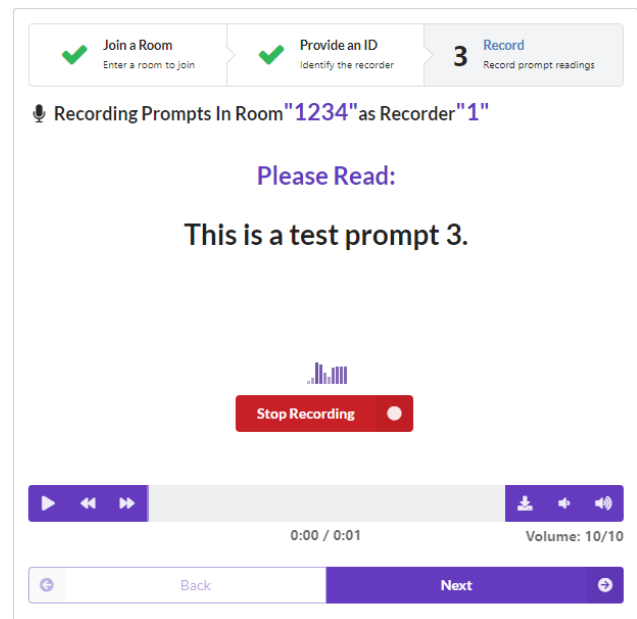 Join a Room
Enter a room to join
Provide an ID
Identify the recorder
3
Record
Record prompt readings
Recording Prompts In Room"1234"as Recorder"1"
Please Read:
This is a test prompt 3.
Stop Recording
0:00 / 0:01
Volume: 10/10
Back
Next